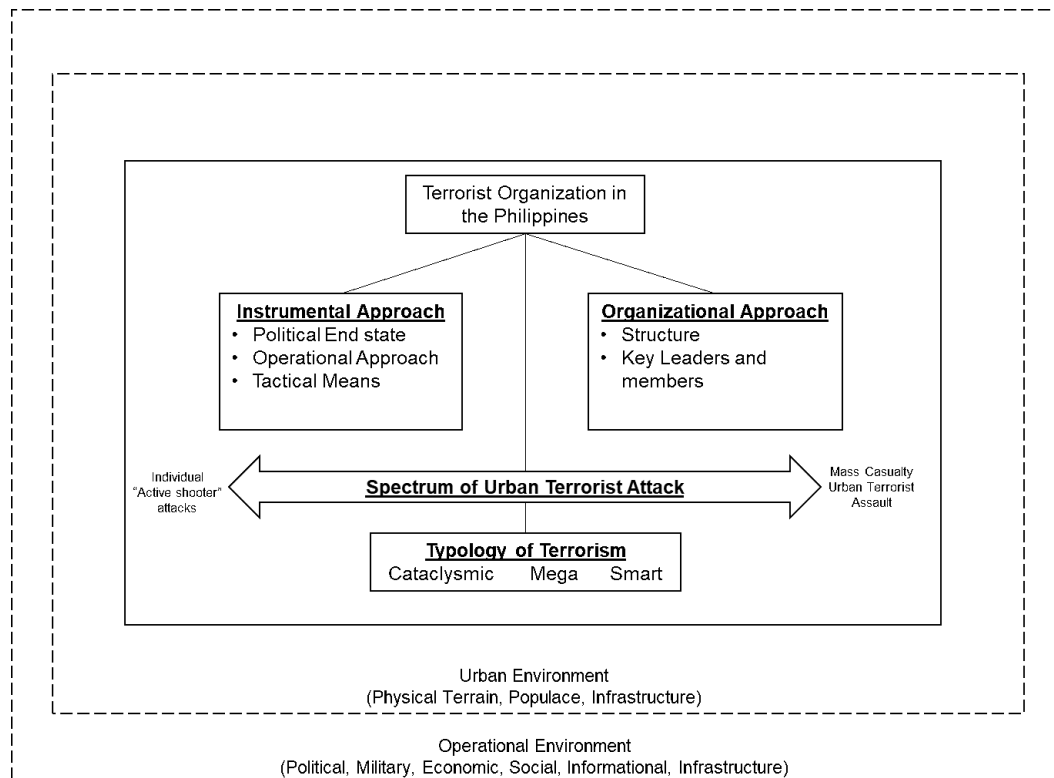 Terrorist Organization in
the Philippines
Instrumental Approach
• Political End state
• Operational Approach
• Tactical Means
Organizational Approach
• Structure
• Key Leaders and
members
Individual
"Active shooter"
attacks
Spectrum of Urban Terrorist Attack
Mass Casualty
Urban Terrorist
Assault
Typology of Terrorism
Cataclysmic Mega Smart
Urban Environment
(Physical Terrain, Populace, Infrastructure)
Operational Environment
(Political, Military, Economic, Social, Informational, Infrastructure)